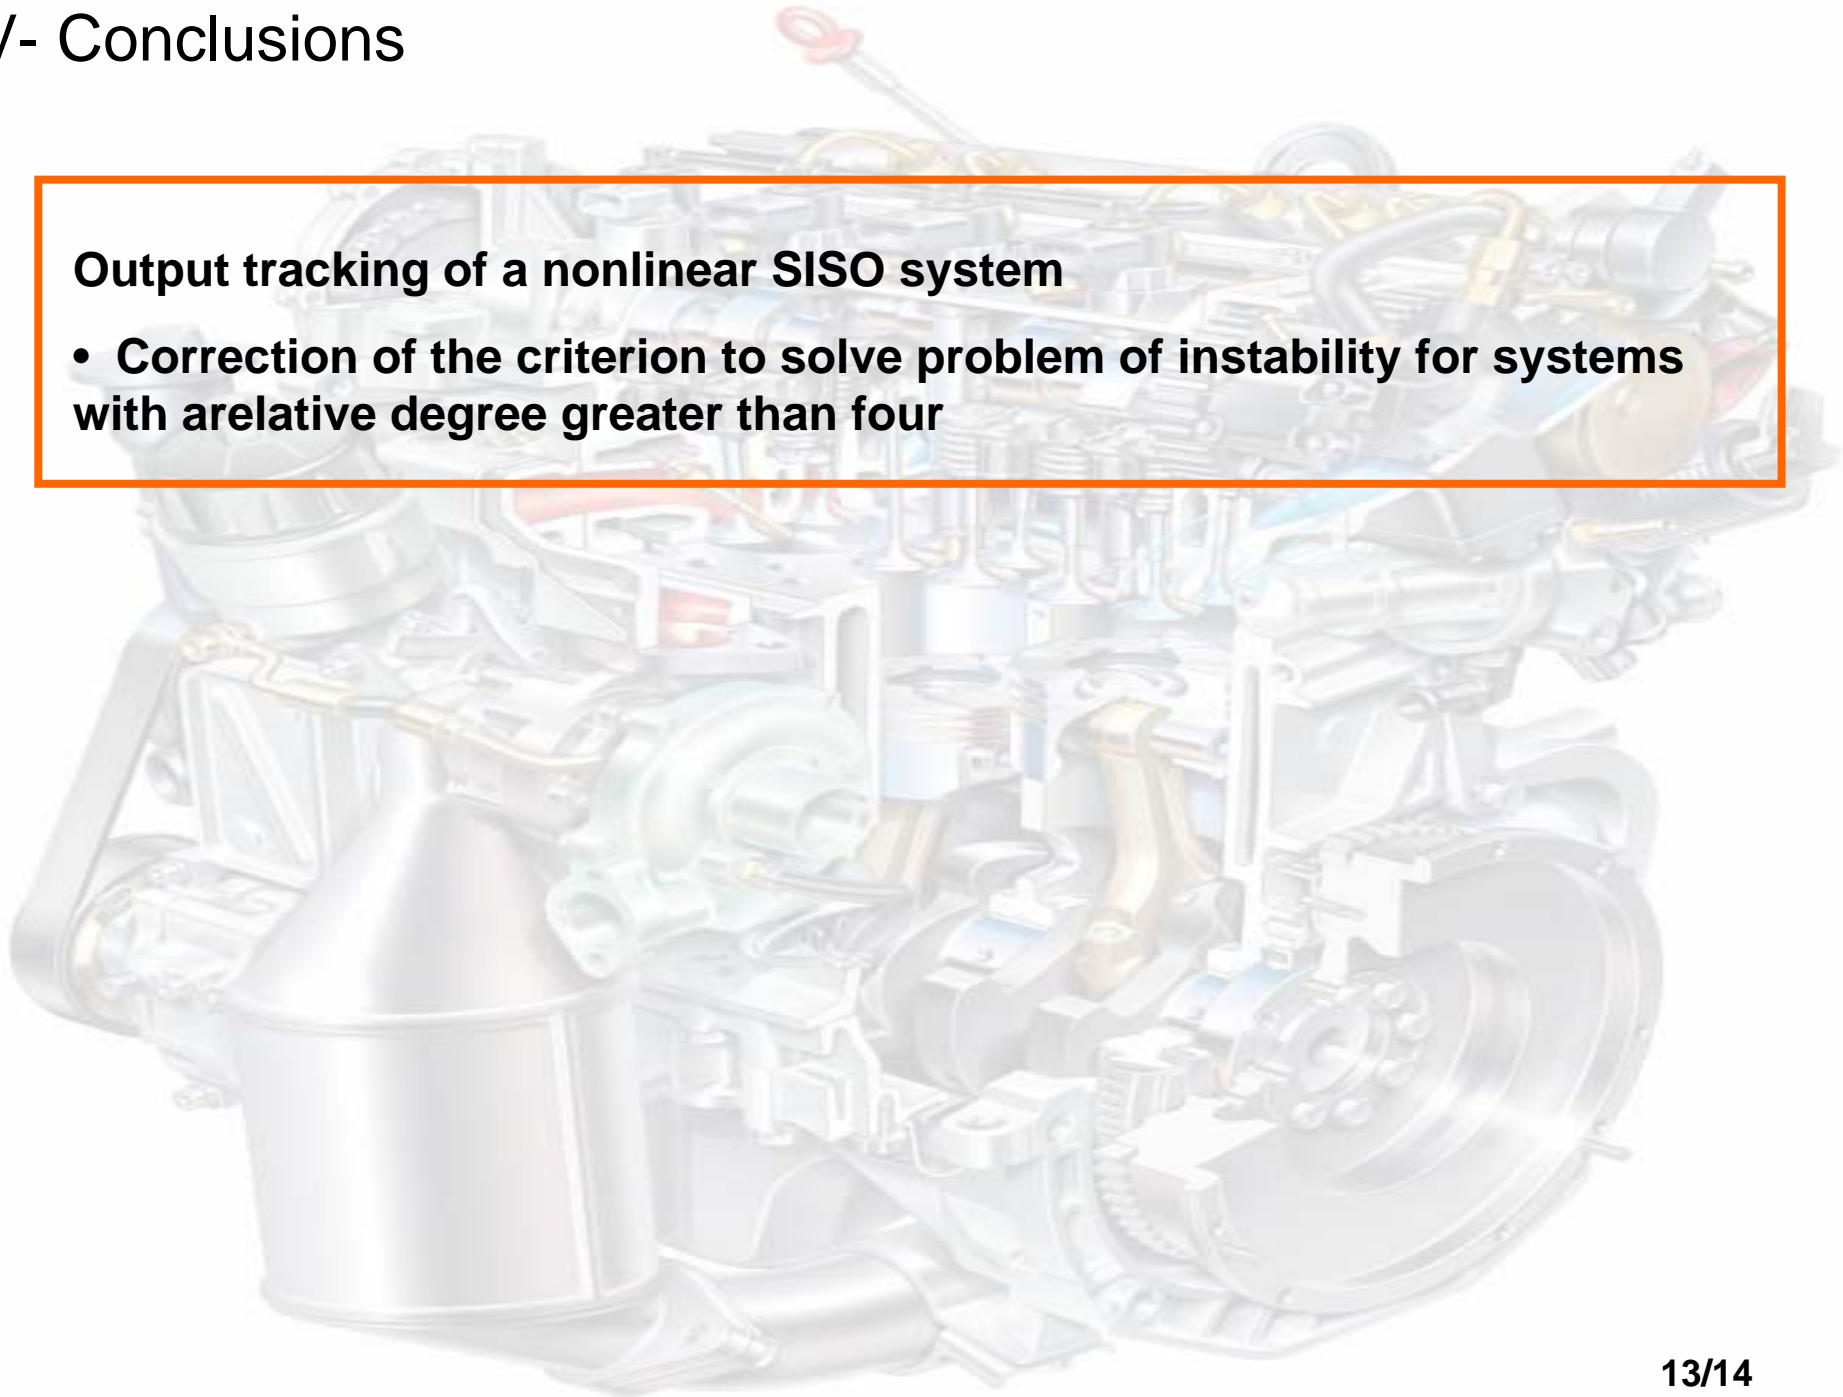 /- Conclusions
Output tracking of a nonlinear SISO system
• Correction of the criterion to solve problem of instability for systems
with arelative degree greater than four
13/14